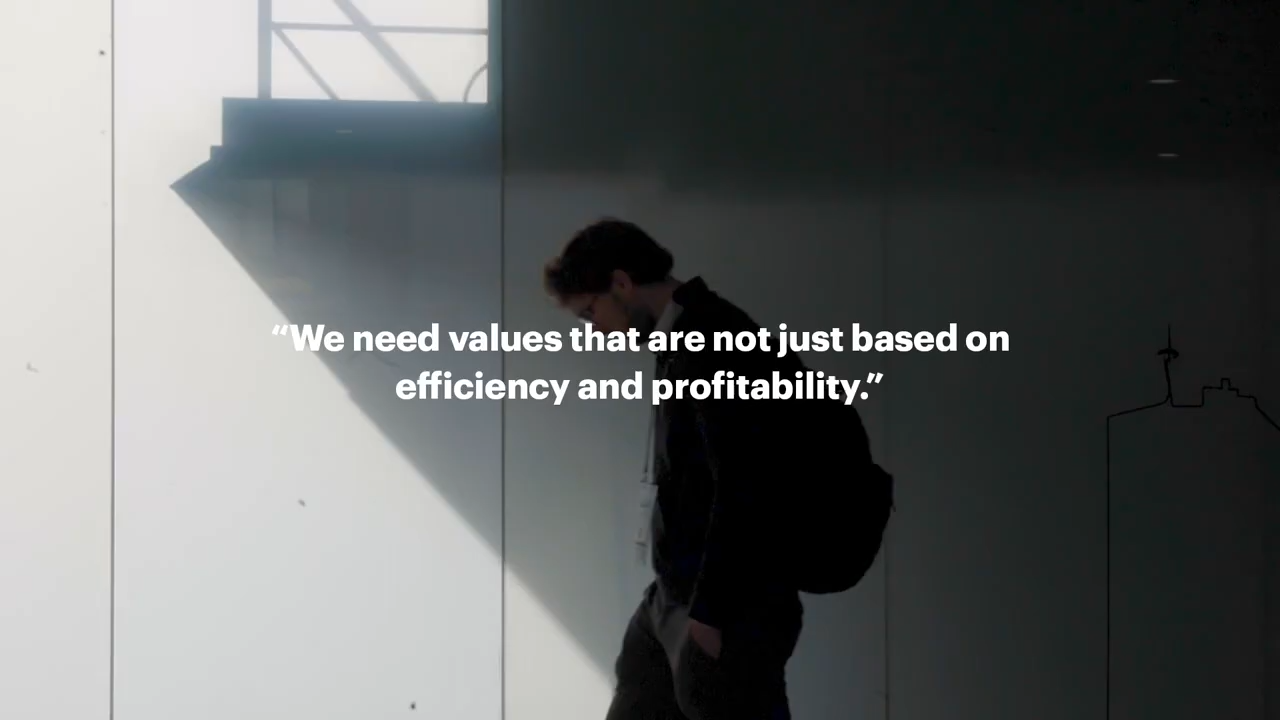 “We need values that are not just based on
efficiency and profitability.”